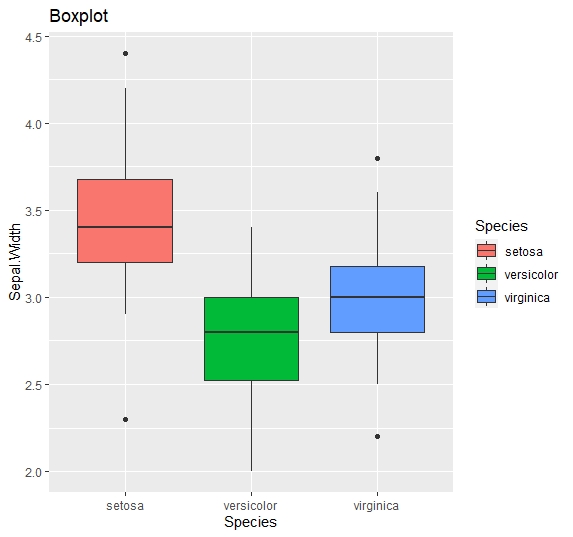 Boxplot
4.5
4.0
3.5
3.0
2.5
2.0
Sepal.Width
setosa versicolor virginica
Species
Species
setosa
versicolor
virginica